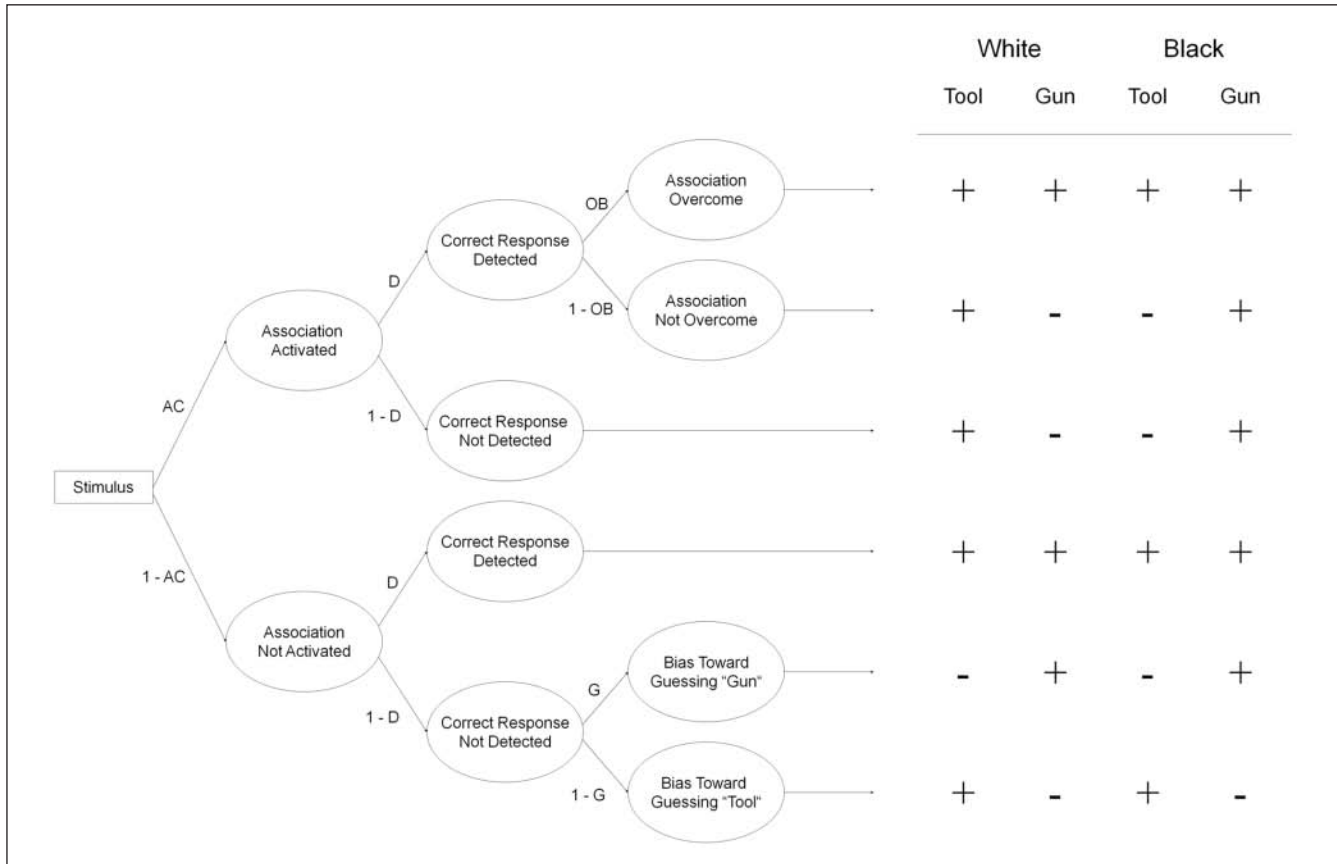 White Black
Tool Gun Tool Gun
Association
Overcome
+ + + +
OB
Correct Response
Detected
D
1 - OB
Association
Not Overcome
+ - - +
Association
Activated
AC
1 - D
Correct Response
Not Detected
+ - - +
Stimulus
Correct Response
Detected
+ + + +
1 - AC
D
Association
Not Activated
Bias Toward
Guessing "Gun"
- + - +
G
1 - D
Correct Response
Not Detected
1 - G
Bias Toward
Guessing "Tool"
+ - + -